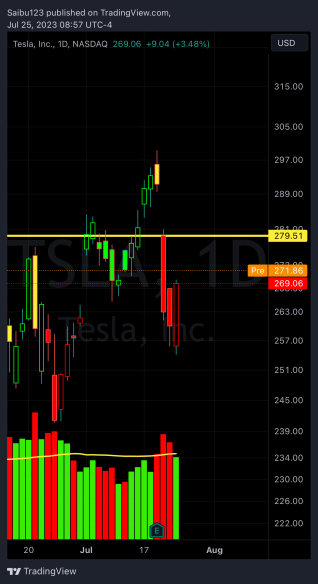 Saibu123 published on TradingView.com,
Jul 25, 2023 08:57 UTC-4
Tesla, Inc., 1D, NASDAQ 269.06 +9.04 (+3.48%)
USD
315.00
305.00
297.00
289.00
281.00
279.51
TSLA, 1D
Pre 271.86
269.06
Tesla, Inc.
263.00
257.00
251.00
245.00
239.00
234.00
230.00
226.00
222.00
E
20 Jul 17 Aug
TradingView